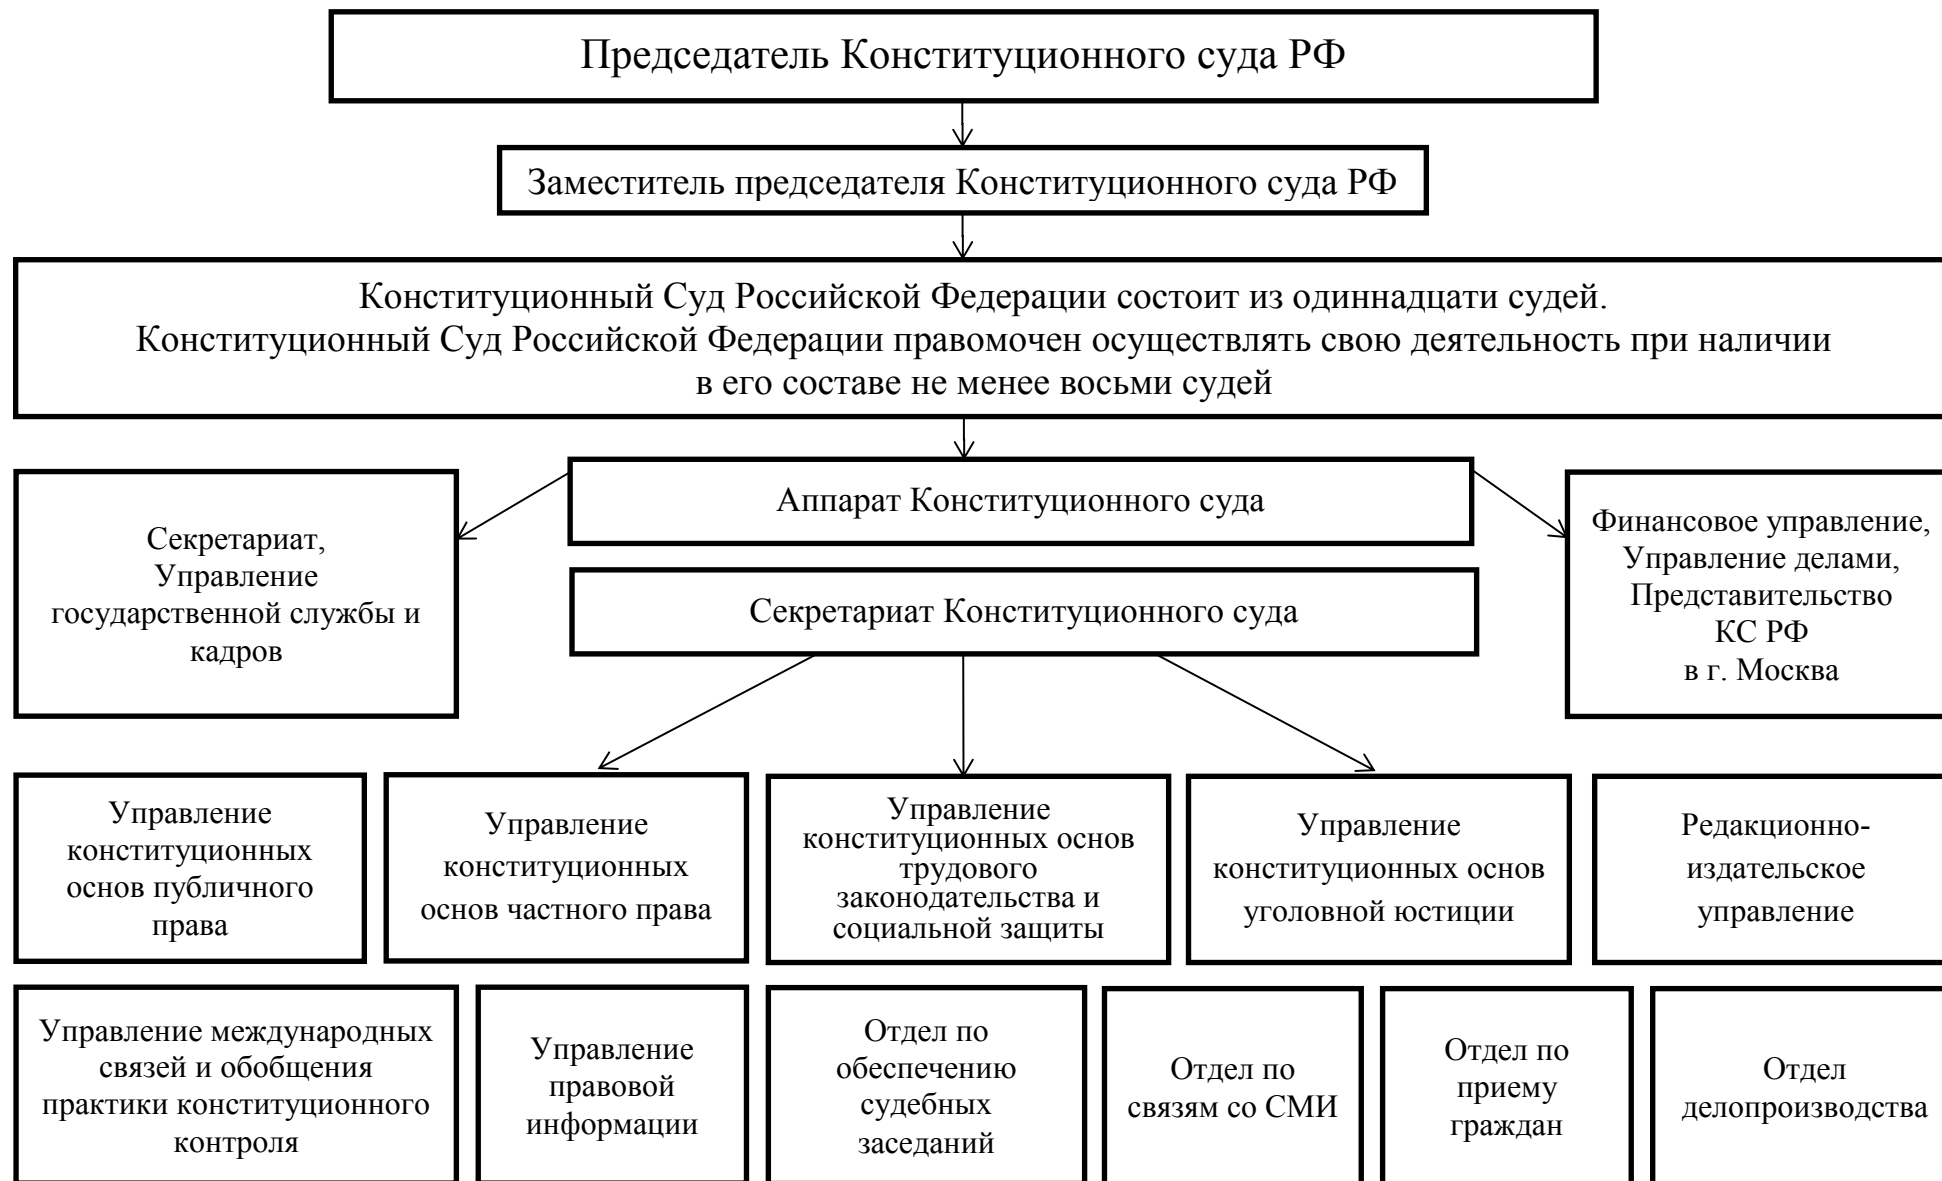 Председатель Конституционного суда РФ
Заместитель председателя Конституционного суда РФ
Конституционный Суд Российской Федерации состоит из одиннадцати судей.
Конституционный Суд Российской Федерации правомочен осуществлять свою деятельность при наличии
в его составе не менее восьми судей
Аппарат Конституционного суда
Секретариат,
Управление
государственной службы и
кадров
Финансовое управление,
Управление делами,
Представительство
КС РФ
в г. Москва
Секретариат Конституционного суда
Управление
конституционных
основ публичного
права
Управление
конституционных
основ частного права
Управление
конституционных основ
трудового
законодательства и
социальной защиты
Управление
конституционных основ
уголовной юстиции
Редакционно-
издательское
управление
Управление международных
связей и обобщения
практики конституционного
контроля
Управление
правовой
информации
Отдел по
обеспечению
судебных
заседаний
Отдел по
связям со СМИ
Отдел по
приему
граждан
Отдел
делопроизводства